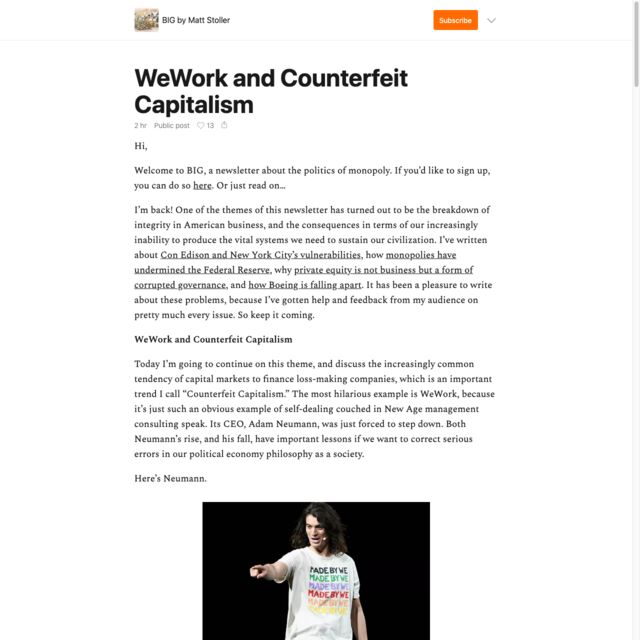 BIG by Matt Stoller
Subscribe
WeWork and Counterfeit
Capitalism
2 hr Public post 13
Hi,
Welcome to BIG, a newsletter about the politics of monopoly. If you'd like to sign up,
you can do so here. Or just read on…
I'm back! One of the themes of this newsletter has turned out to be the breakdown of
integrity in American business, and the consequences in terms of our increasingly
inability to produce the vital systems we need to sustain our civilization. I've written
about Con Edison and New York City's vulnerabilities, how monopolies have
undermined the Federal Reserve, why private equity is not business but a form of
corrupted governance, and how Boeing is falling apart. It has been a pleasure to write
about these problems, because I've gotten help and feedback from my audience on
pretty much every issue. So keep it coming.
WeWork and Counterfeit Capitalism
Today I'm going to continue on this theme, and discuss the increasingly common
tendency of capital markets to finance loss-making companies, which is an important
trend I call “Counterfeit Capitalism.” The most hilarious example is WeWork, because
it's just such an obvious example of self-dealing couched in New Age management
consulting speak. Its CEO, Adam Neumann, was just forced to step down. Both
Neumann's rise, and his fall, have important lessons if we want to correct serious
errors in our political economy philosophy as a society.
Here's Neumann.
MADE BY WE
MADE BY WE
MADE BY WE
MADE BY WE
MADE BY WE